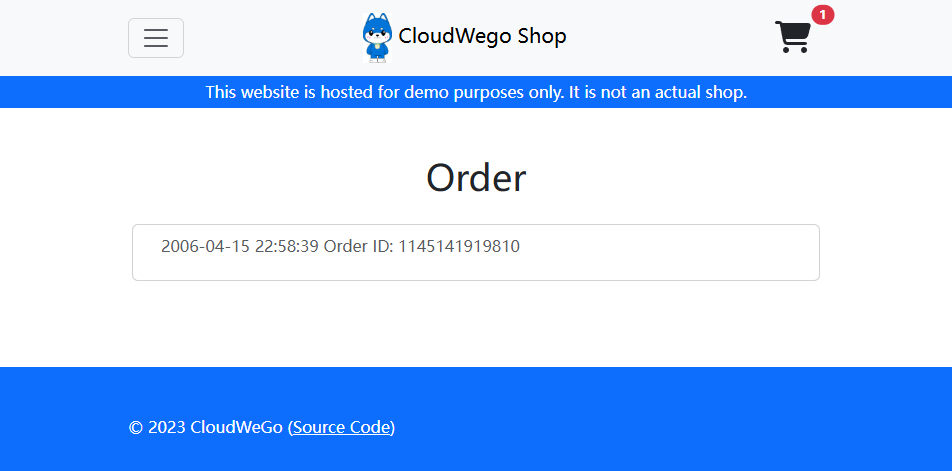 CloudWego Shop
1
This website is hosted for demo purposes only. It is not an actual shop.
Order
2006-04-15 22:58:39 Order ID: 1145141919810
© 2023 CloudWeGo (Source Code)